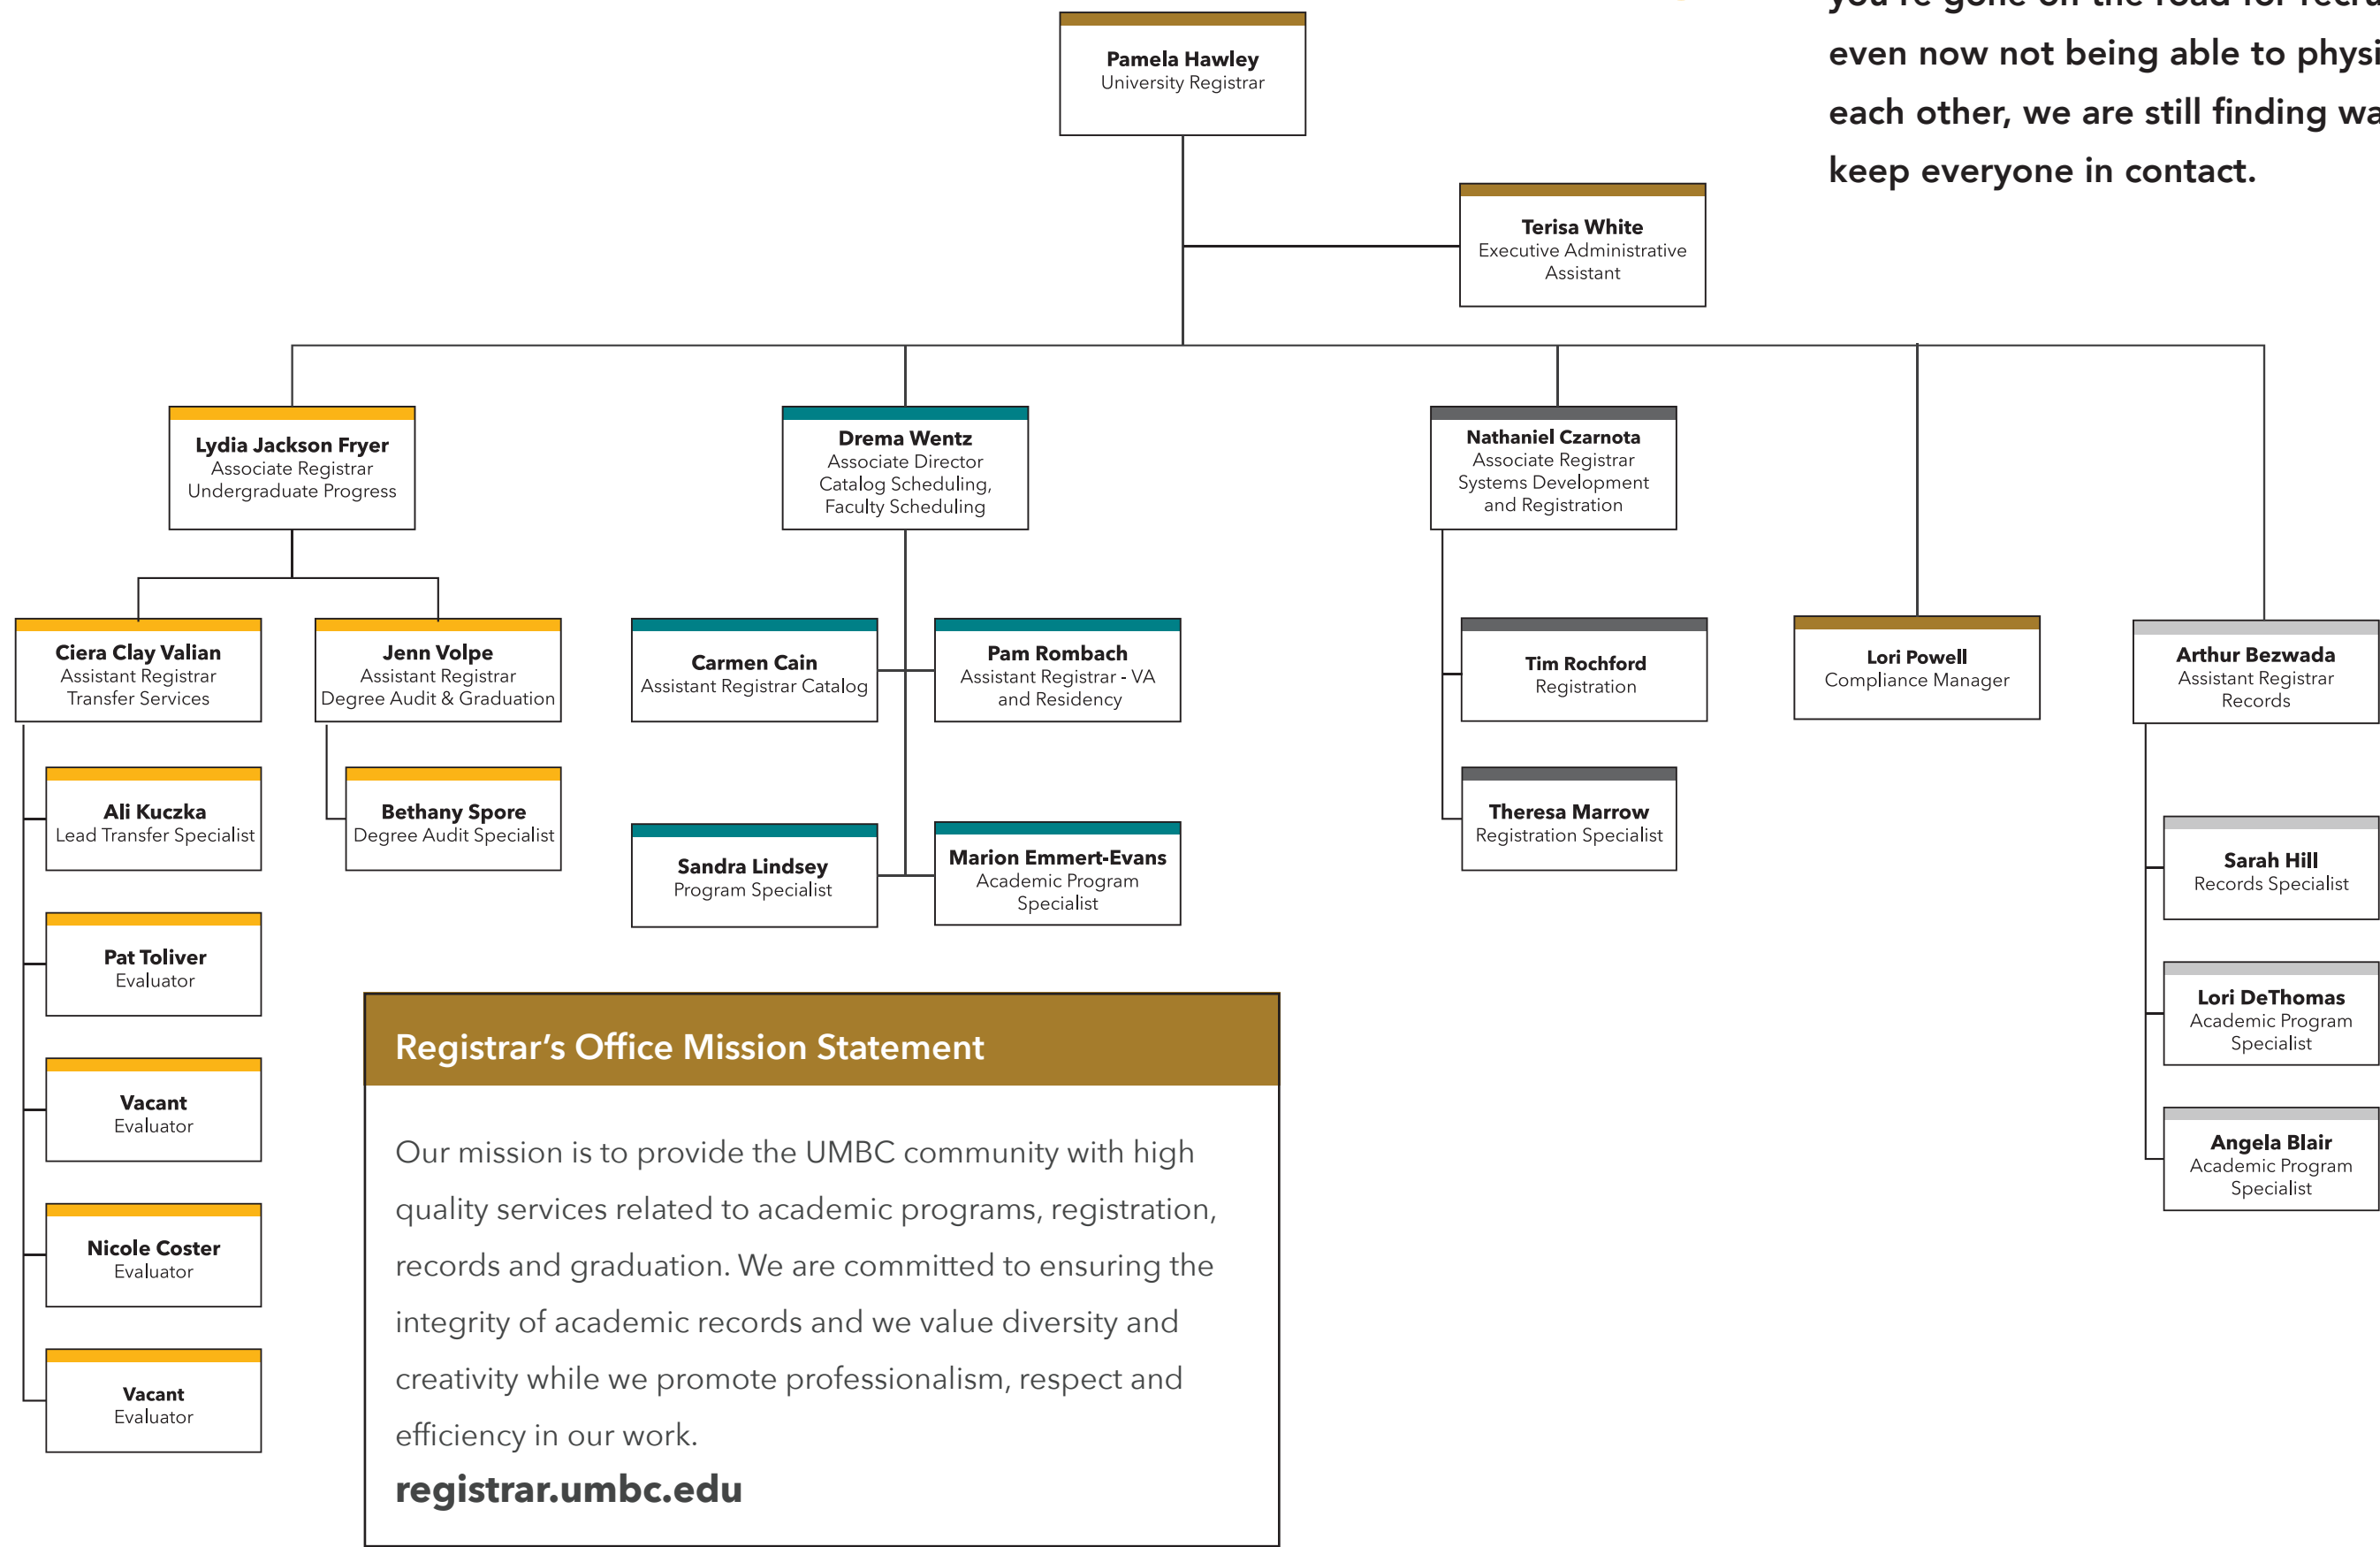 you're gone on the road for
even now not being able to
each other, we are still finding
keep everyone in contact.
Pamela Hawley
University Registrar
Terisa White
Executive Administrative
Assistant
Lydia Jackson Fryer
Associate Registrar
Undergraduate Progress
Drema Wentz
Associate Director
Catalog Scheduling,
Faculty Scheduling
Nathaniel Czarnota
Associate Registrar
Systems Development
and Registration
Ciera Clay Valian
Assistant Registrar
Transfer Services
Jenn Volpe
Assistant Registrar
Degree Audit & Graduation
Carmen Cain
Assistant Registrar Catalog
Pam Rombach
Assistant Registrar - VA
and Residency
Tim Rochford
Registration
Lori Powell
Compliance Manager
Arthur Bezwada
Assistant Registrar
Records
Ali Kuczka
Lead Transfer Specialist
Bethany Spore
Degree Audit Specialist
Sandra Lindsey
Program Specialist
Marion Emmert-Evans
Academic Program
Specialist
Theresa Marrow
Registration Specialist
Sarah Hill
Records Specialist
Pat Toliver
Evaluator
Lori DeThomas
Academic Program
Specialist
Vacant
Evaluator
Angela Blair
Academic Program
Specialist
Nicole Coster
Evaluator
Vacant
Evaluator
Registrar's Office Mission Statement
Our mission is to provide the UMBC community with high
quality services related to academic programs, registration,
records and graduation. We are committed to ensuring the
integrity of academic records and we value diversity and
creativity while we promote professionalism, respect and
efficiency in our work.
registrar.umbc.edu